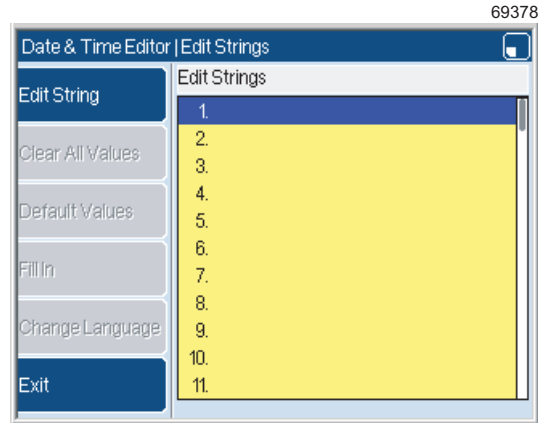 69378
Date & Time Editor | Edit Strings
Edit Strings
Edit String
Clear All Values
Default Values
Fill In
Change Language
Exit
1.
2.
3.
4.
5.
6.
7.
8.
9.
10.
11.